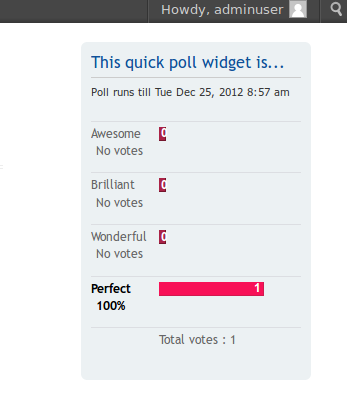 Howdy, adminuser
This quick poll widget is...
Poll runs till Tue Dec 25, 2012 8:57 am
Awesome 0
No votes
Brilliant 0
No votes
Wonderful 0
No votes
Perfect 1
100%
Total votes : 1